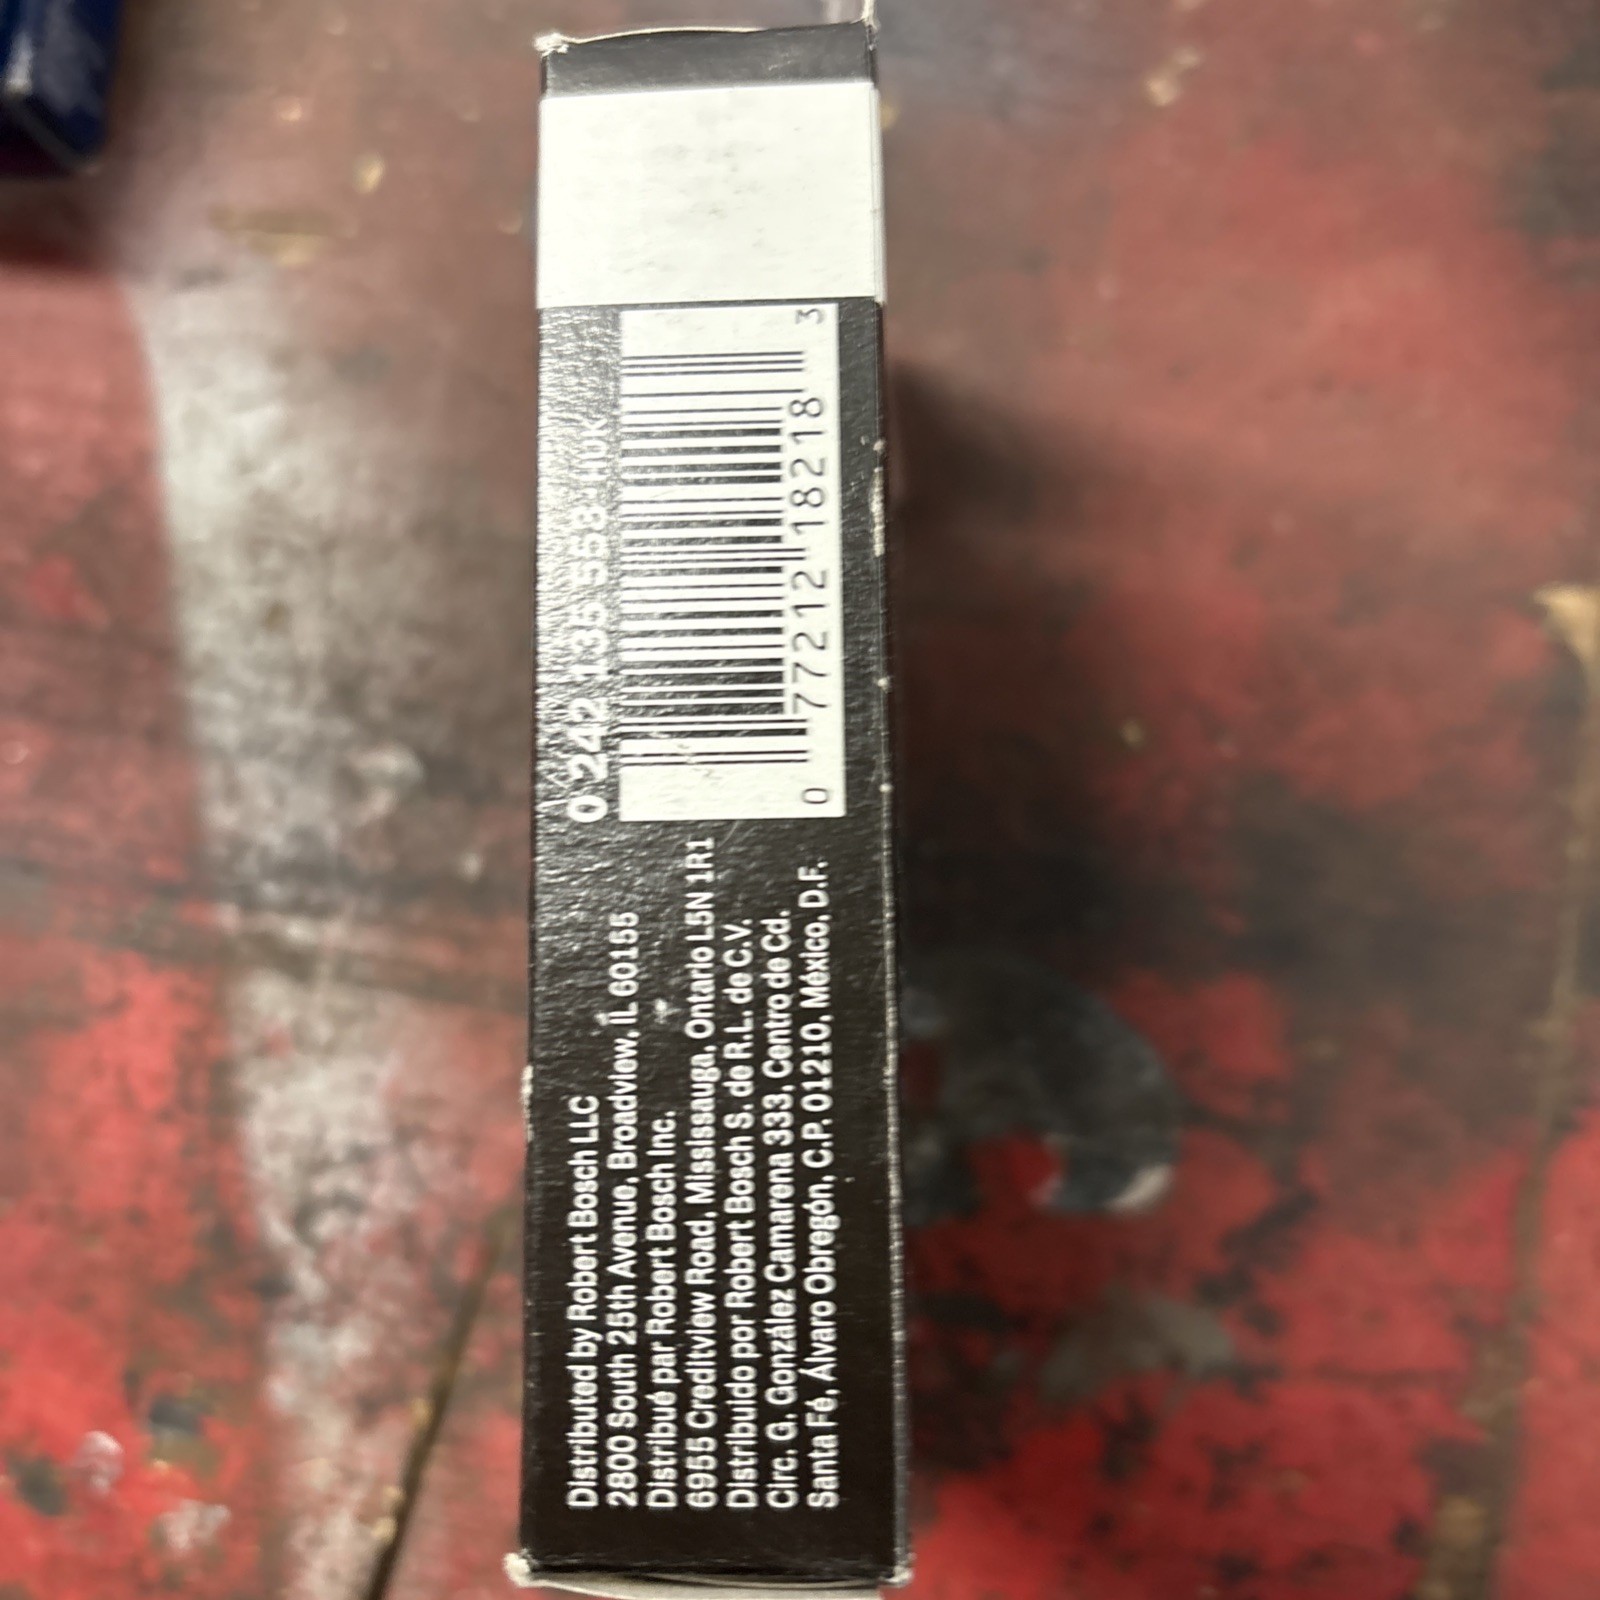 Distributed by Robert Bosch LLC
2800 South 25th Avenue, Broadview, IL 60155
Distribué par Robert Bosch Inc.
6955 Creditview Road, Mississauga, Ontario L5N 1R1
Distribuido por Robert Bosch S. de R.L. de C.V.
Circ. G. González Camarena 333, Centro de Cd.
Santa Fé, Álvaro Obregón, C.P. 01210, México, D.F.
0 242 135 553
0 77212 18218 3